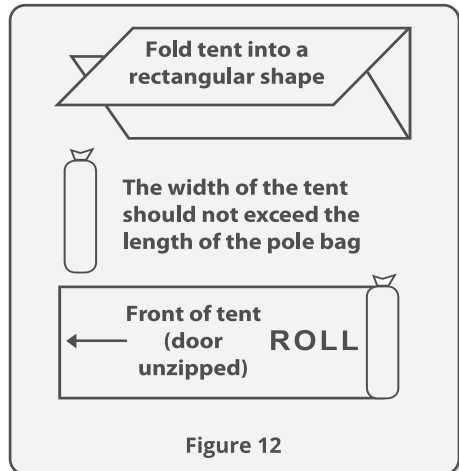 Fold tent into a
rectangular shape
The width of the tent
should not exceed the
length of the pole bag
Front of tent
(door
unzipped)
ROLL
Figure 12